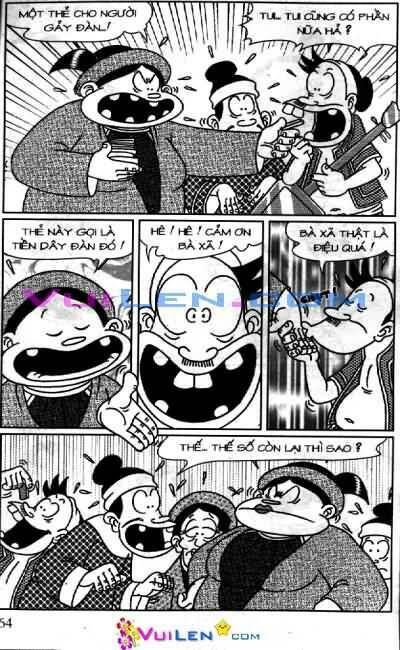 MỘT THẺ CHO NGƯỜI
GẢY ĐÀN...!
TUI... TUI CŨNG CÓ PHẦN
NỮA HẢ?
THẺ NÀY GỌI LÀ
TIỀN DÂY ĐÀN ĐÓ!
HÊ! HÊ! CẢM ƠN
BÀ XÃ!
BÀ XÃ THẬT LÀ
ĐIỆU QUÁ!
VUILEN.COM
THẾ... THẾ SỐ CÒN LẠI THÌ SAO?
54
VUILEN.COM